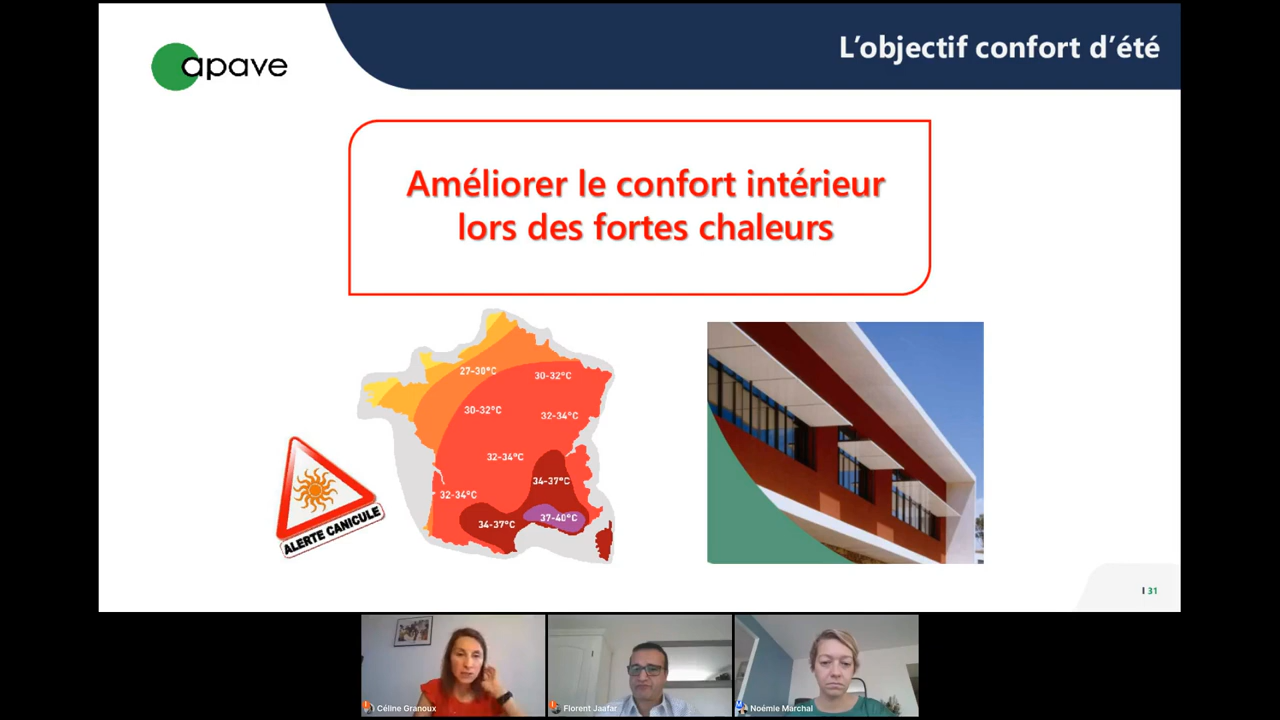 apave
L'objectif confort d'été
Améliorer le confort intérieur
lors des fortes chaleurs
27-30°C
30-32°C
30-32°C
32-34°C
32-34°C
34-37°C
32-34°C
37-40°C
34-37°C
ALERTE CANICULE
I 31
Céline Granoux
Florent Jaafar
Noémie Marchal